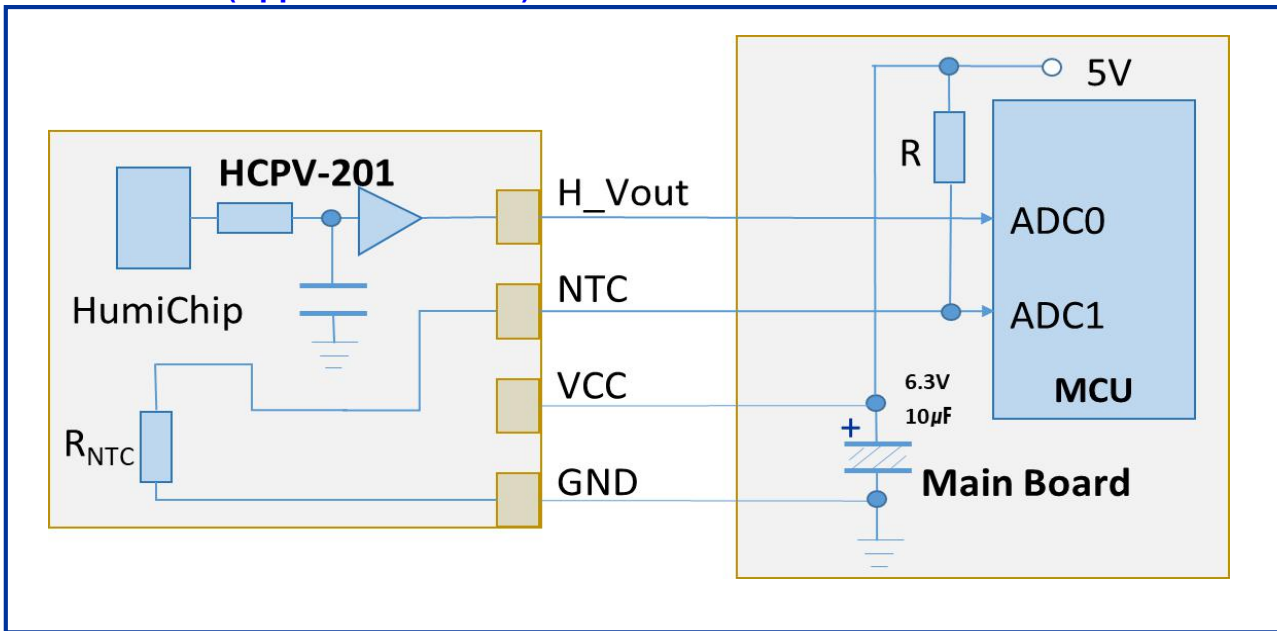 5V
R
HCPV-201
H_Vout
ADC0
NTC
HumiChip
ADC1
VCC
6.3V
10μF
MCU
+
RNTC
GND
Main Board